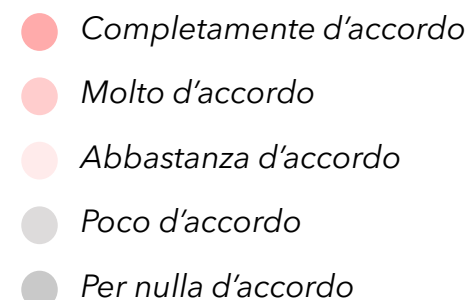 Completamente d’accordo
Molto d’accordo
Abbastanza d’accordo
Poco d’accordo
Per nulla d’accordo